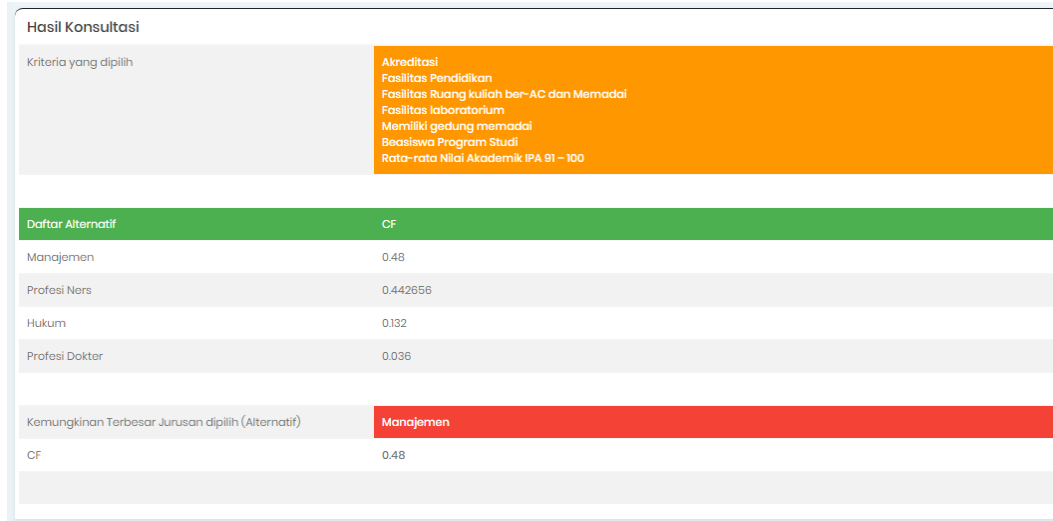 Hasil Konsultasi
Kriteria yang dipilih
Akreditasi
Fasilitas Pendidikan
Fasilitas Ruang kuliah ber-AC dan Memadai
Fasilitas laboratorium
Memiliki gedung memadai
Beasiswa Program Studi
Rata-rata Nilai Akademik IPA 91 – 100
Daftar Alternatif CF
Manajemen 0.48
Profesi Ners 0.442656
Hukum 0.132
Profesi Dokter 0.036
Kemungkinan Terbesar Jurusan dipilih (Alternatif) Manajemen
CF 0.48